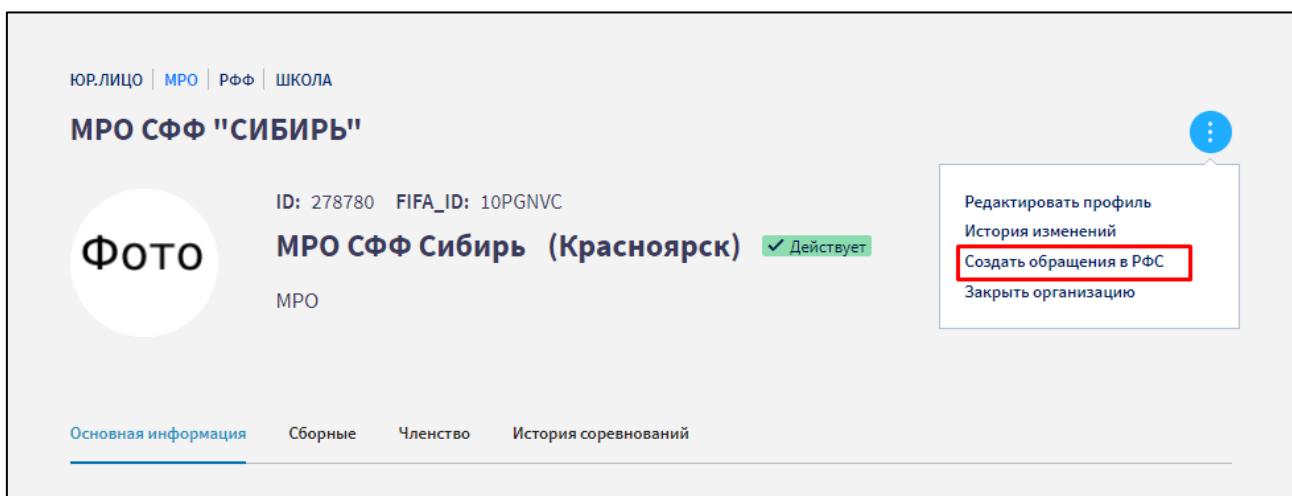 ЮР.ЛИЦО | МРО | РФФ | ШКОЛА
МРО СФФ "СИБИРЬ"
Фото
ID: 278780 FIFA_ID: 10PGNVC
МРО СФФ Сибирь (Красноярск) ✓ Действует
МРО
Редактировать профиль
История изменений
Создать обращения в РФС
Закрыть организацию
Основная информация Сборные Членство История соревнований